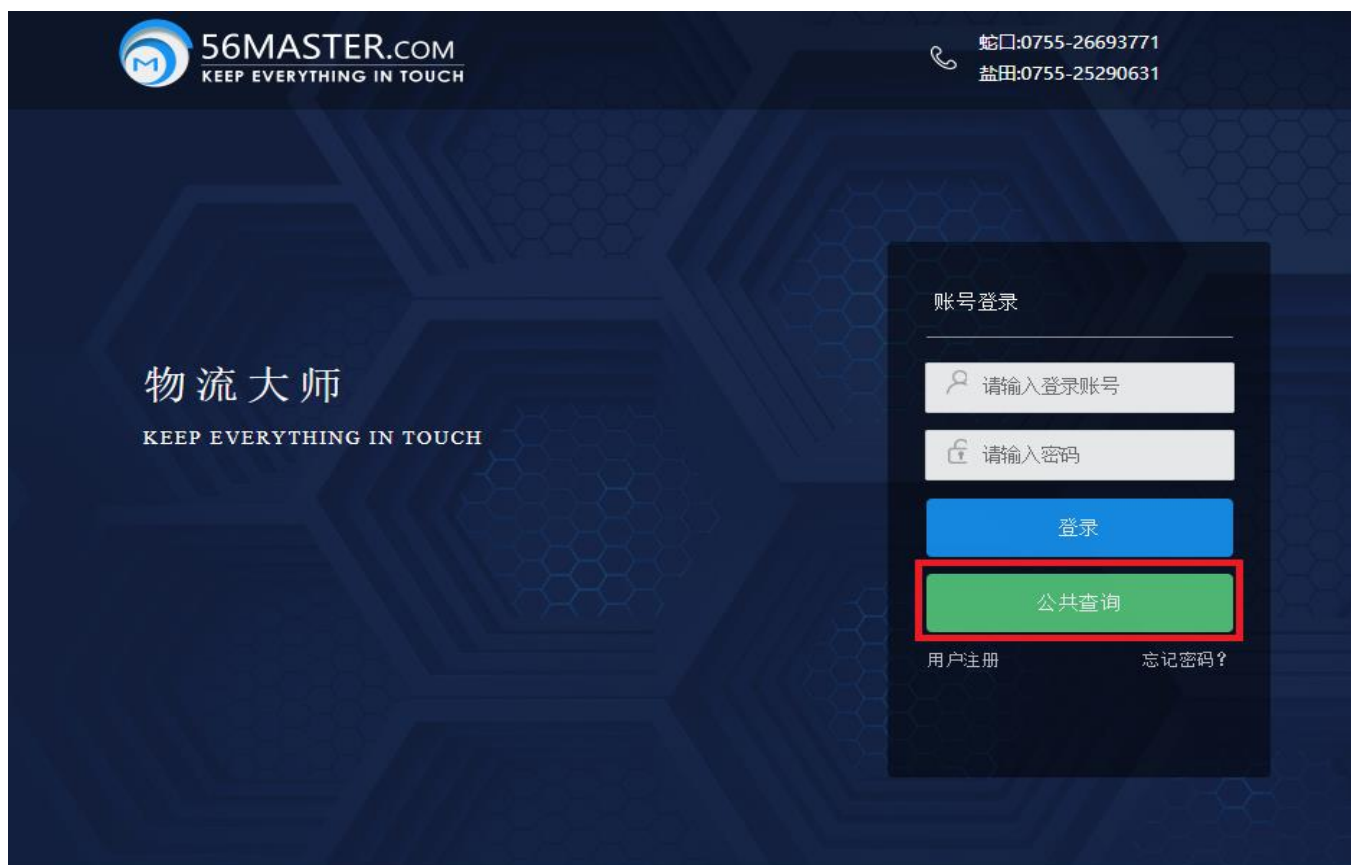 56MASTER.COM
KEEP EVERYTHING IN TOUCH
蛇口:0755-26693771
盐田:0755-25290631
账号登录
物流大师
KEEP EVERYTHING IN TOUCH
请输入登录账号
请输入密码
登录
公共查询
用户注册
忘记密码?